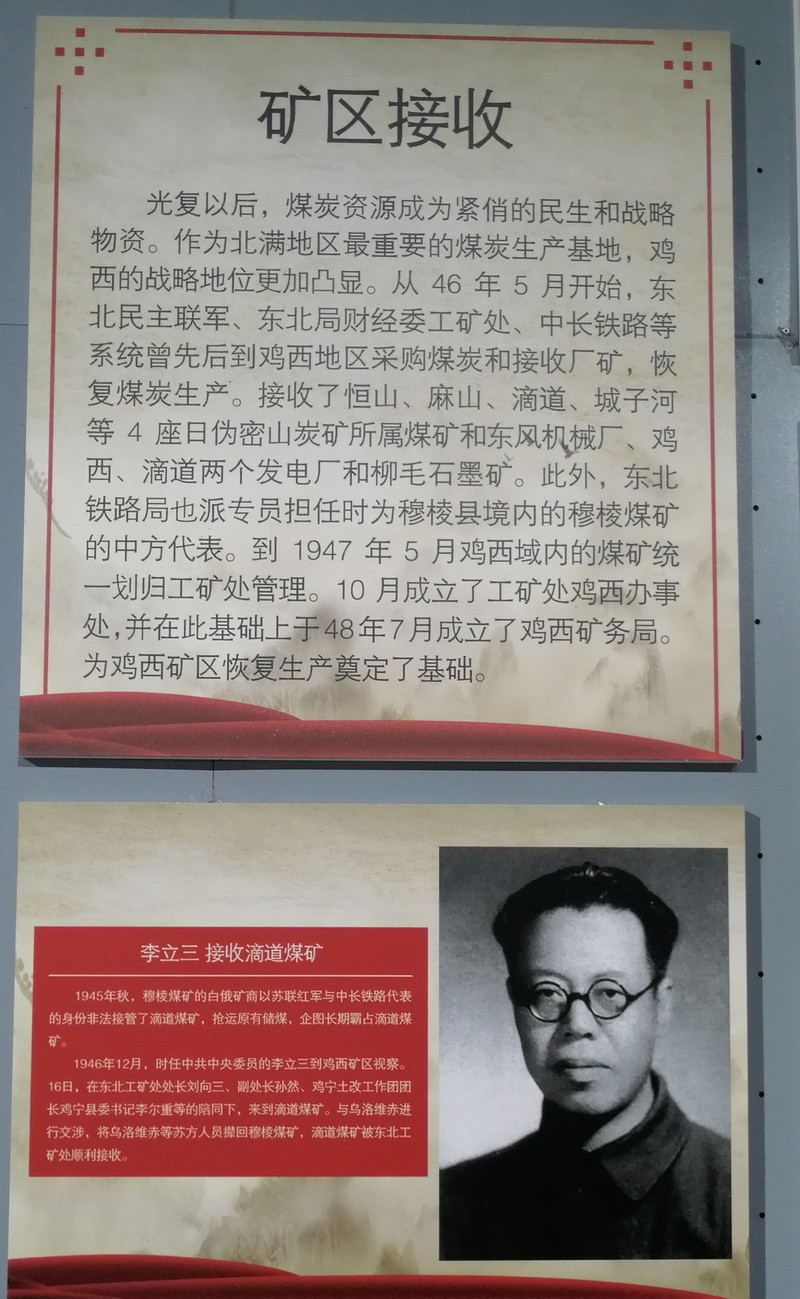 矿区接收
光复以后，煤炭资源成为紧俏的民生和战略
物资。作为北满地区最重要的煤炭生产基地，鸡
西的战略地位更加凸显。从 46 年 5 月开始，东
北民主联军、东北局财经委工矿处、中长铁路等
系统曾先后到鸡西地区采购煤炭和接收厂矿，恢
复煤炭生产。接收了恒山、麻山、滴道、城子河
等 4 座日伪密山炭矿所属煤矿和东风机械厂、鸡
西、滴道两个发电厂和柳毛石墨矿。此外，东北
铁路局也派专员担任时为穆棱县境内的穆棱煤矿
的中方代表。到 1947 年 5 月鸡西域内的煤矿统
一划归工矿处管理。10 月成立了工矿处鸡西办事
处，并在此基础上于48年7月成立了鸡西矿务局。
为鸡西矿区恢复生产奠定了基础。
李立三 接收滴道煤矿
1945年秋，穆棱煤矿的白俄矿商以苏联红军与中长铁路代表
的身份非法接管了滴道煤矿，抢运原有储煤，企图长期霸占滴道煤
矿。
1946年12月，时任中共中央委员的李立三到鸡西矿区视察。
16日，在东北工矿处处长刘向三、副处长孙然、鸡宁土改工作团团
长鸡宁县委书记李尔重等的陪同下，来到滴道煤矿。与乌洛维赤进
行交涉，将乌洛维赤等苏方人员撵回穆棱煤矿，滴道煤矿被东北工
矿处顺利接收。